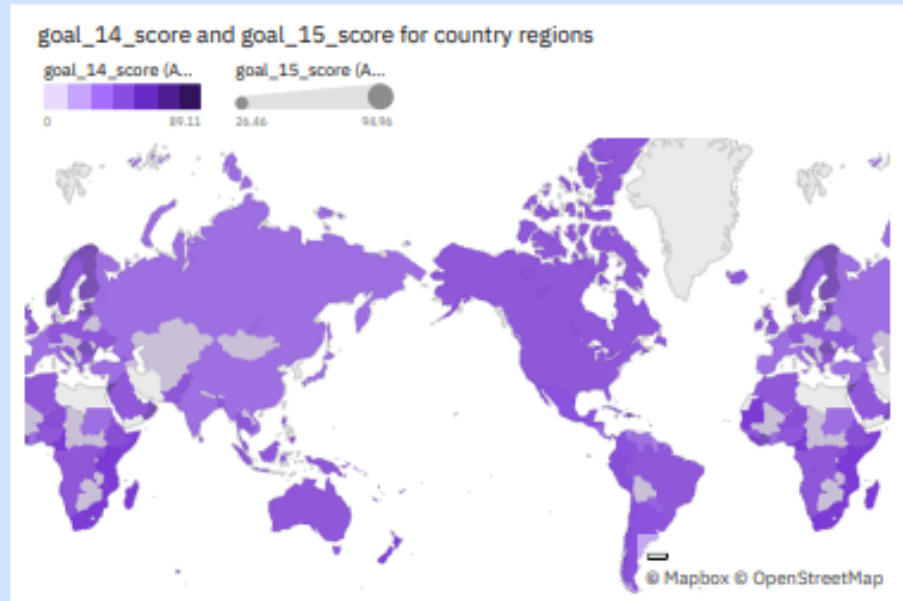 goal_14_score and goal_15_score for country regions
goal_14_score (A... goal_15_score (A...
0 89.11 26.46 94.96
© Mapbox © OpenStreetMap